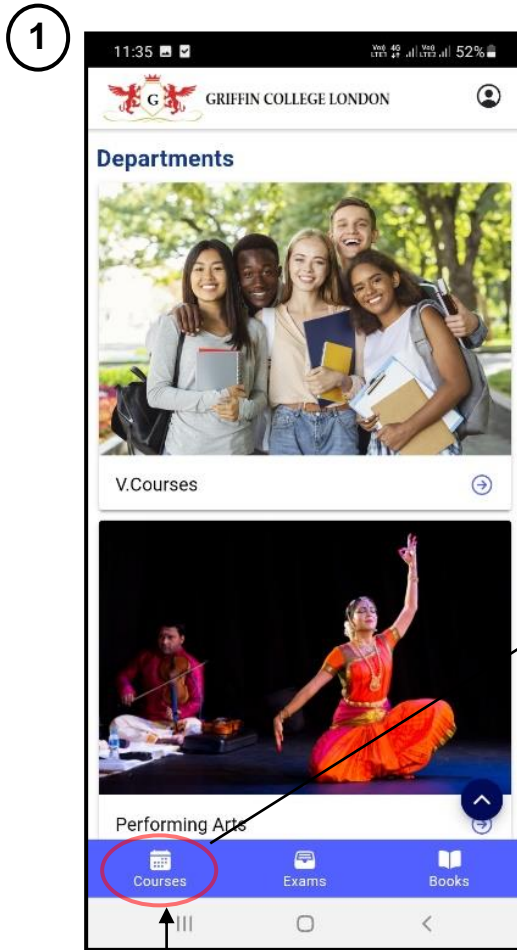 1
11:35 52%
G GRIFFIN COLLEGE LONDON
Departments
V.Courses
Performing Arts
Courses Exams Books